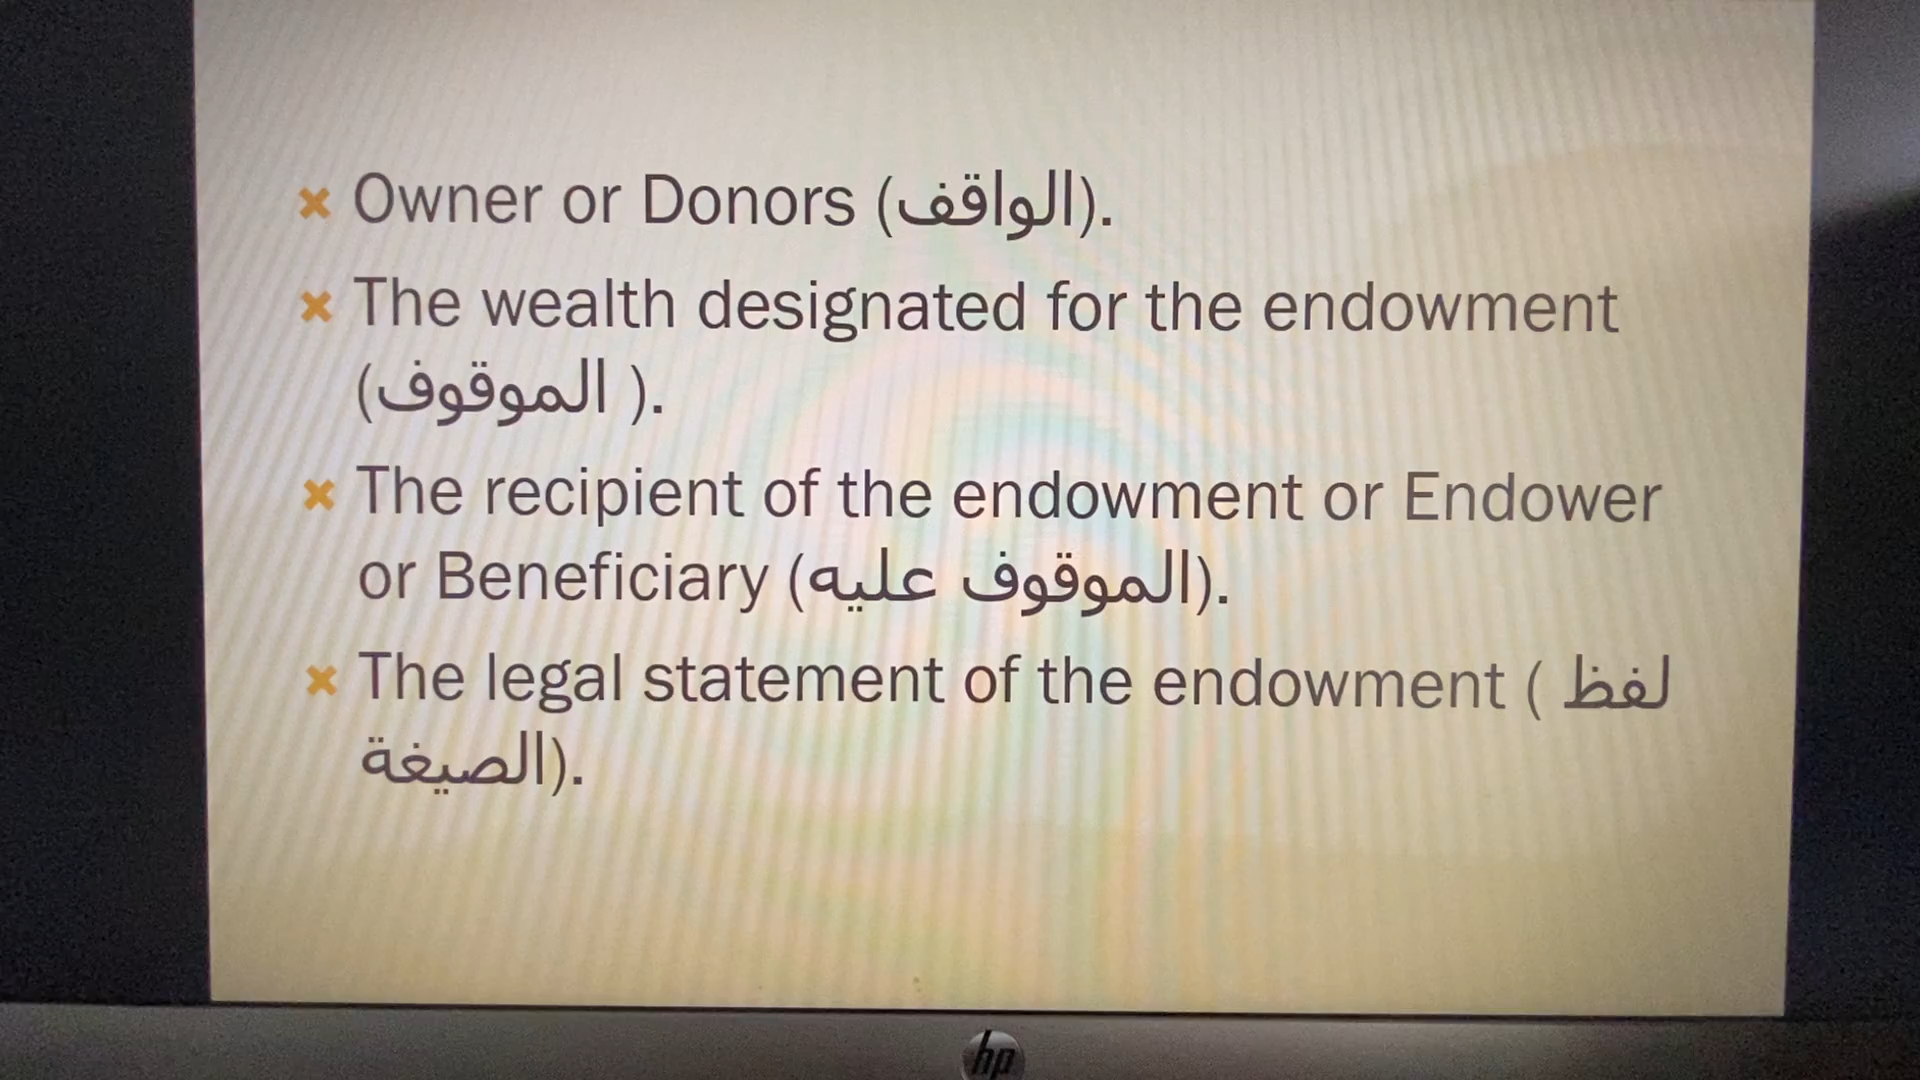 Owner or Donors (الواقف).
The wealth designated for the endowment
(الموقوف ).
The recipient of the endowment or Endower
or Beneficiary (الموقوف عليه).
The legal statement of the endowment ( لفظ
الصيغة).
hp